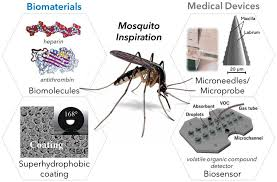 Biomaterials
heparin
antithrombin
Biomolecules
Coating
168°
Superhydrophobic
coating
Mosquito
Inspiration
Medical Devices
Maxilla
Labrum
20 μm
Microneedles/
Microprobe
Absorbent
VOC
Gas tube
Droplets
Microchannel
volatile organic compound
detector
Biosensor